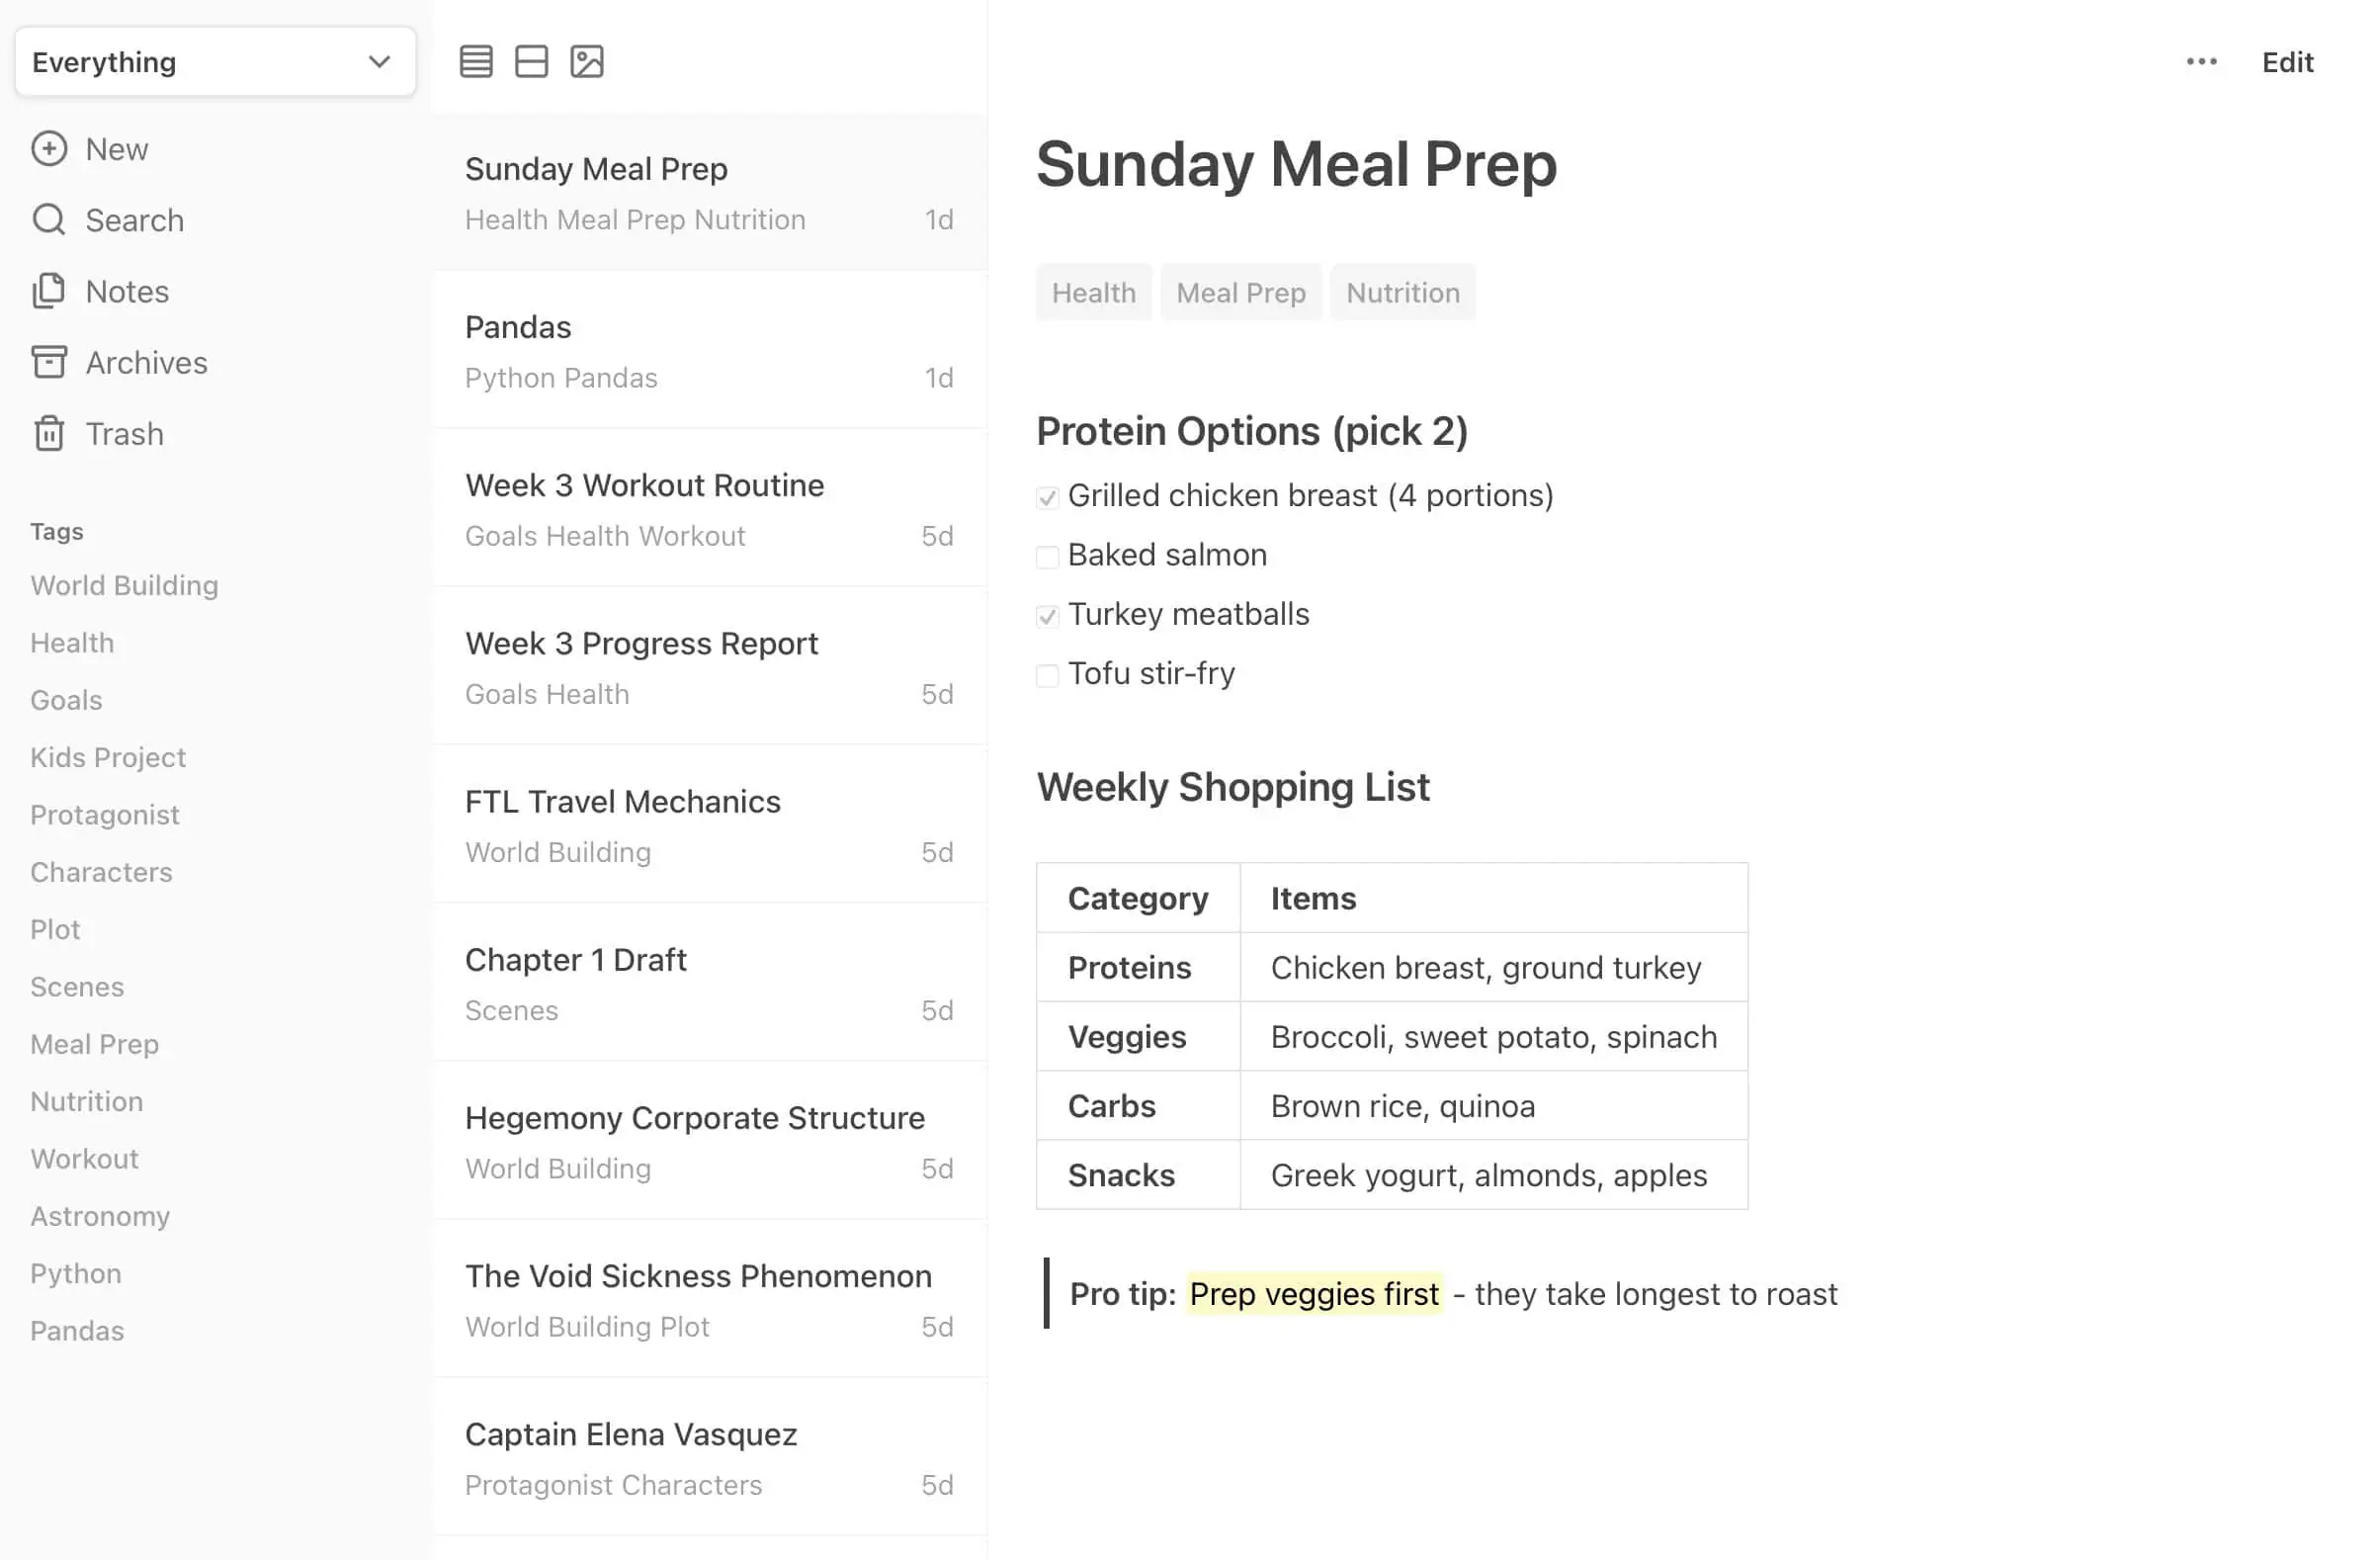 Everything
New
Search
Notes
Archives
Trash
Tags
World Building
Health
Goals
Kids Project
Protagonist
Characters
Plot
Scenes
Meal Prep
Nutrition
Workout
Astronomy
Python
Pandas
Sunday Meal Prep
Health Meal Prep Nutrition 1d
Pandas
Python Pandas 1d
Week 3 Workout Routine
Goals Health Workout 5d
Week 3 Progress Report
Goals Health 5d
FTL Travel Mechanics
World Building 5d
Chapter 1 Draft
Scenes 5d
Hegemony Corporate Structure
World Building 5d
The Void Sickness Phenomenon
World Building Plot 5d
Captain Elena Vasquez
Protagonist Characters 5d
Edit
Sunday Meal Prep
Health Meal Prep Nutrition
Protein Options (pick 2)
Grilled chicken breast (4 portions)
Baked salmon
Turkey meatballs
Tofu stir-fry
Weekly Shopping List
Category Items
Proteins Chicken breast, ground turkey
Veggies Broccoli, sweet potato, spinach
Carbs Brown rice, quinoa
Snacks Greek yogurt, almonds, apples
Pro tip: Prep veggies first - they take longest to roast